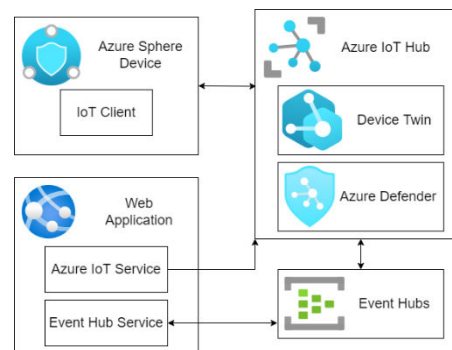 Azure Sphere
Device
IoT Client
Azure IoT Hub
Device Twin
Azure Defender
Web
Application
Azure IoT Service
Event Hub Service
Event Hubs